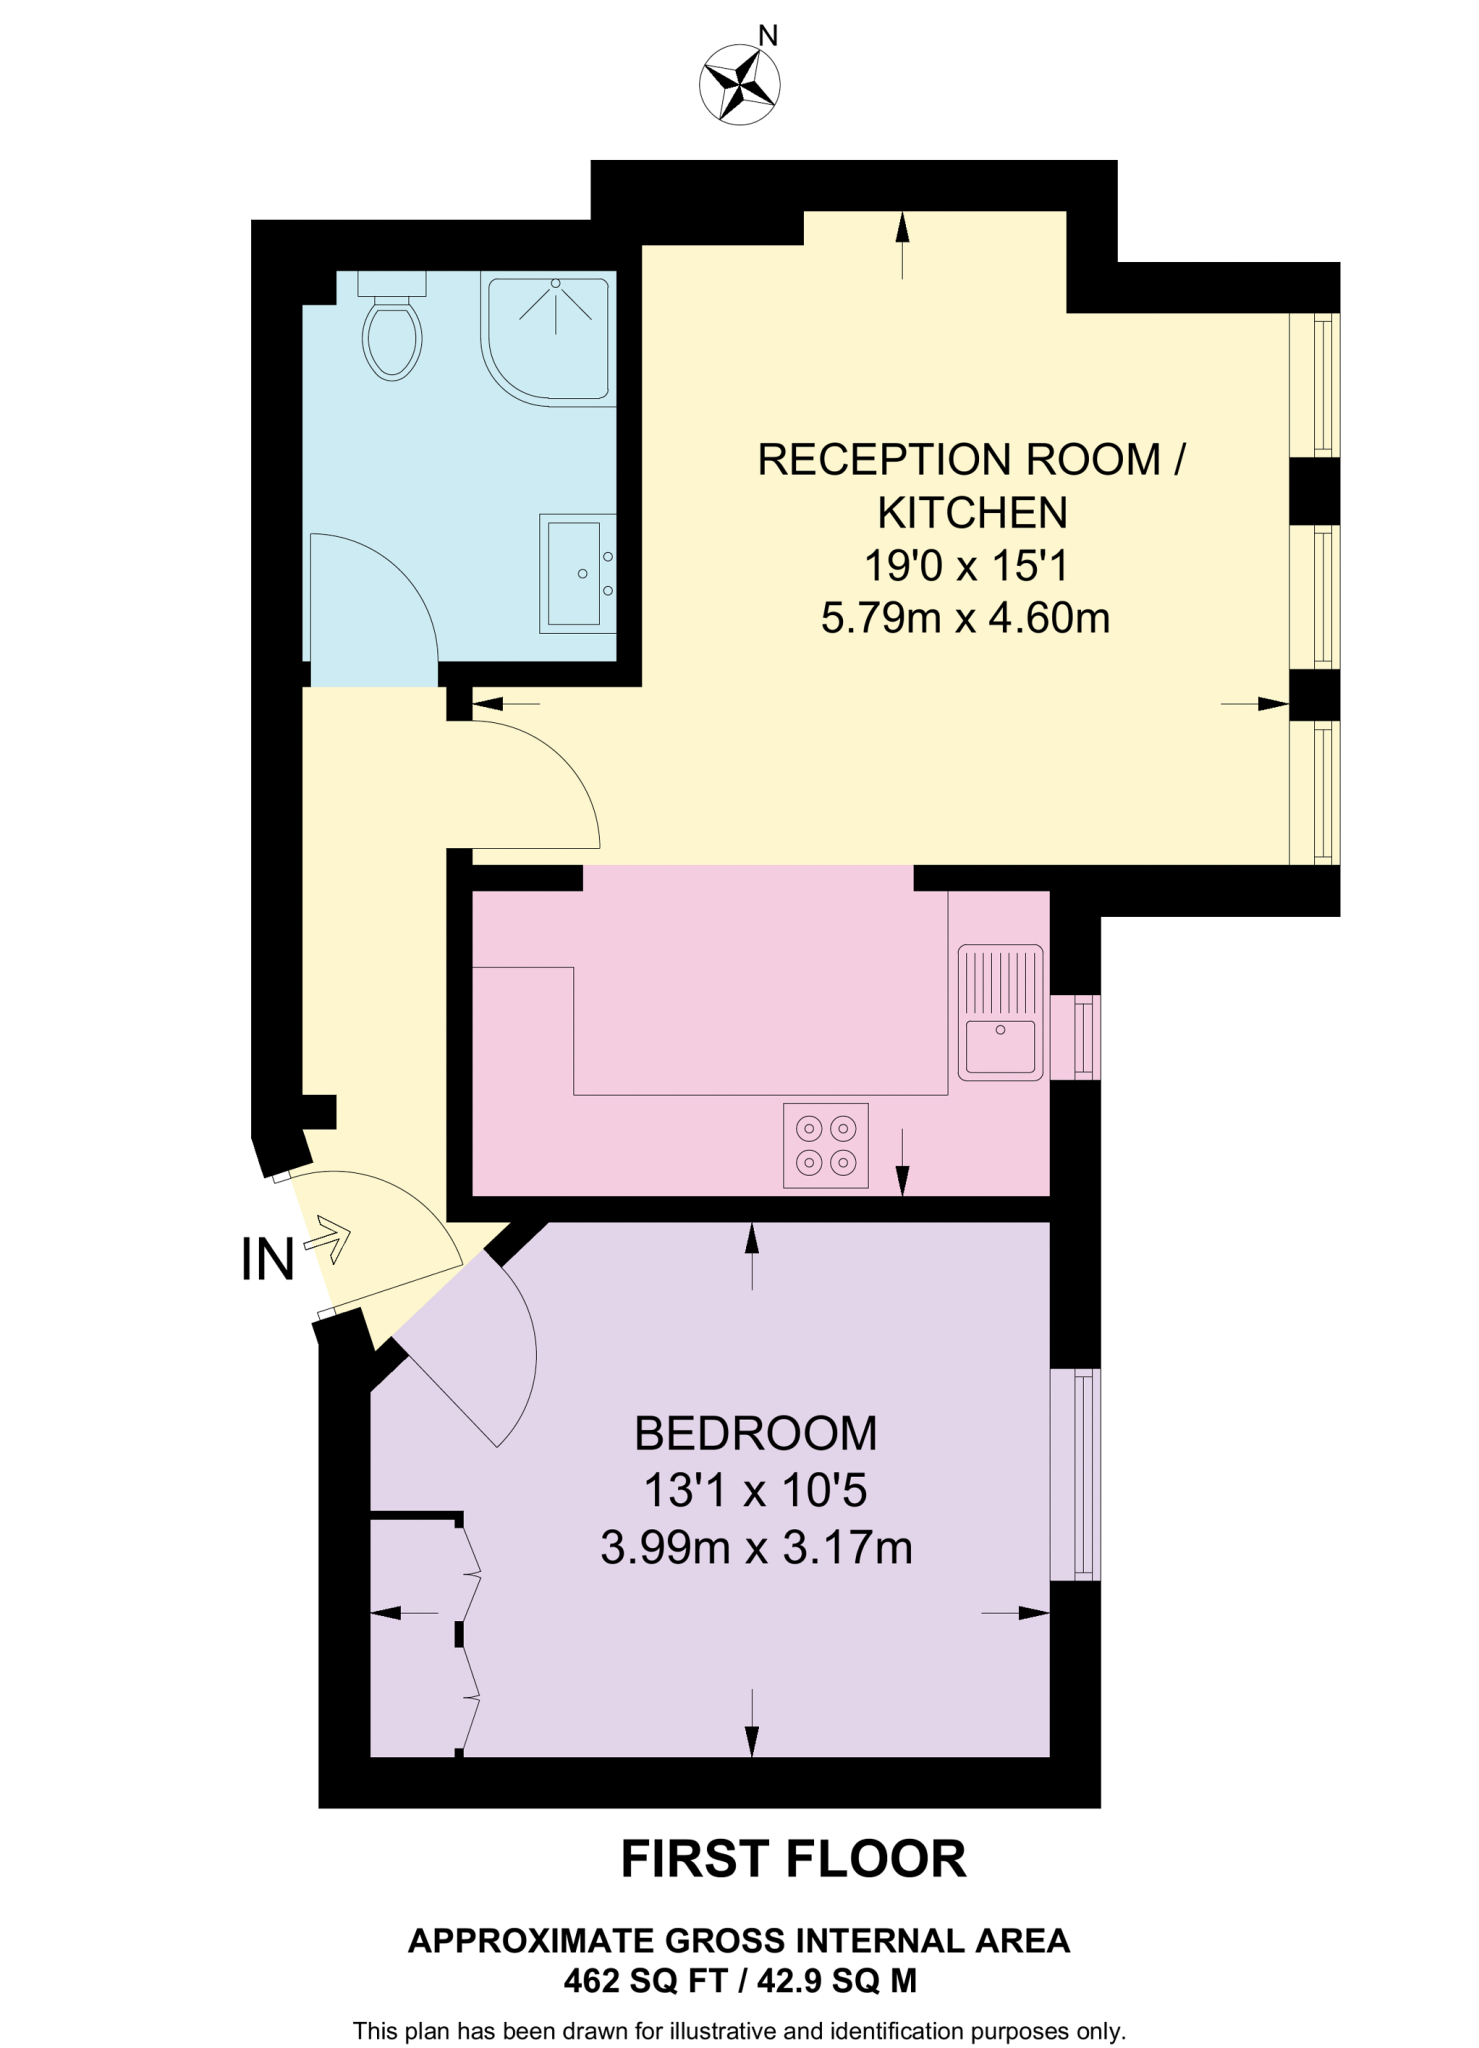 N
RECEPTION ROOM /
KITCHEN
19'0 x 15'1
5.79m x 4.60m
IN
BEDROOM
13'1 x 10'5
3.99m x 3.17m
FIRST FLOOR
APPROXIMATE GROSS INTERNAL AREA
462 SQ FT / 42.9 SQ M
This plan has been drawn for illustrative and identification purposes only.